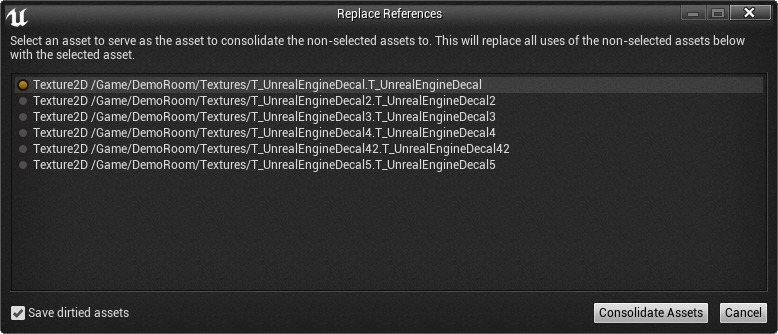 Replace References
Select an asset to serve as the asset to consolidate the non-selected assets to. This will replace all uses of the non-selected assets below
with the selected asset.
Texture2D /Game/DemoRoom/Textures/T_UnrealEngineDecal.T_UnrealEngineDecal
Texture2D /Game/DemoRoom/Textures/T_UnrealEngineDecal2.T_UnrealEngineDecal2
Texture2D /Game/DemoRoom/Textures/T_UnrealEngineDecal3.T_UnrealEngineDecal3
Texture2D /Game/DemoRoom/Textures/T_UnrealEngineDecal4.T_UnrealEngineDecal4
Texture2D /Game/DemoRoom/Textures/T_UnrealEngineDecal42.T_UnrealEngineDecal42
Texture2D /Game/DemoRoom/Textures/T_UnrealEngineDecal5.T_UnrealEngineDecal5
Save dirtied assets
Consolidate Assets
Cancel